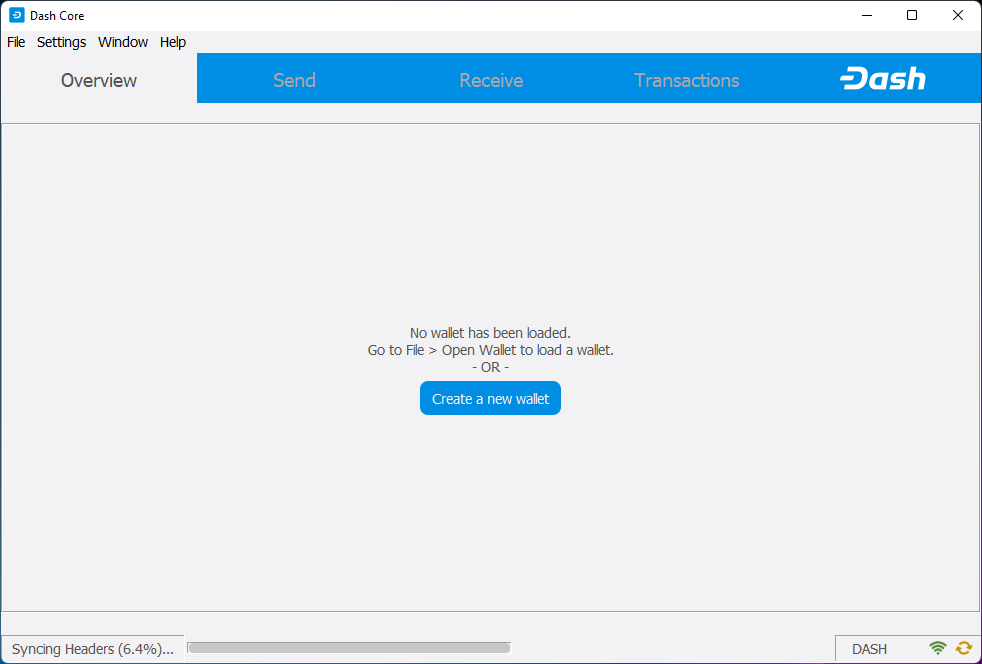 Dash Core
File Settings Window Help
Overview Send Receive Transactions Dash
No wallet has been loaded.
Go to File > Open Wallet to load a wallet.
- OR -
Create a new wallet
Syncing Headers (6.4%)... DASH